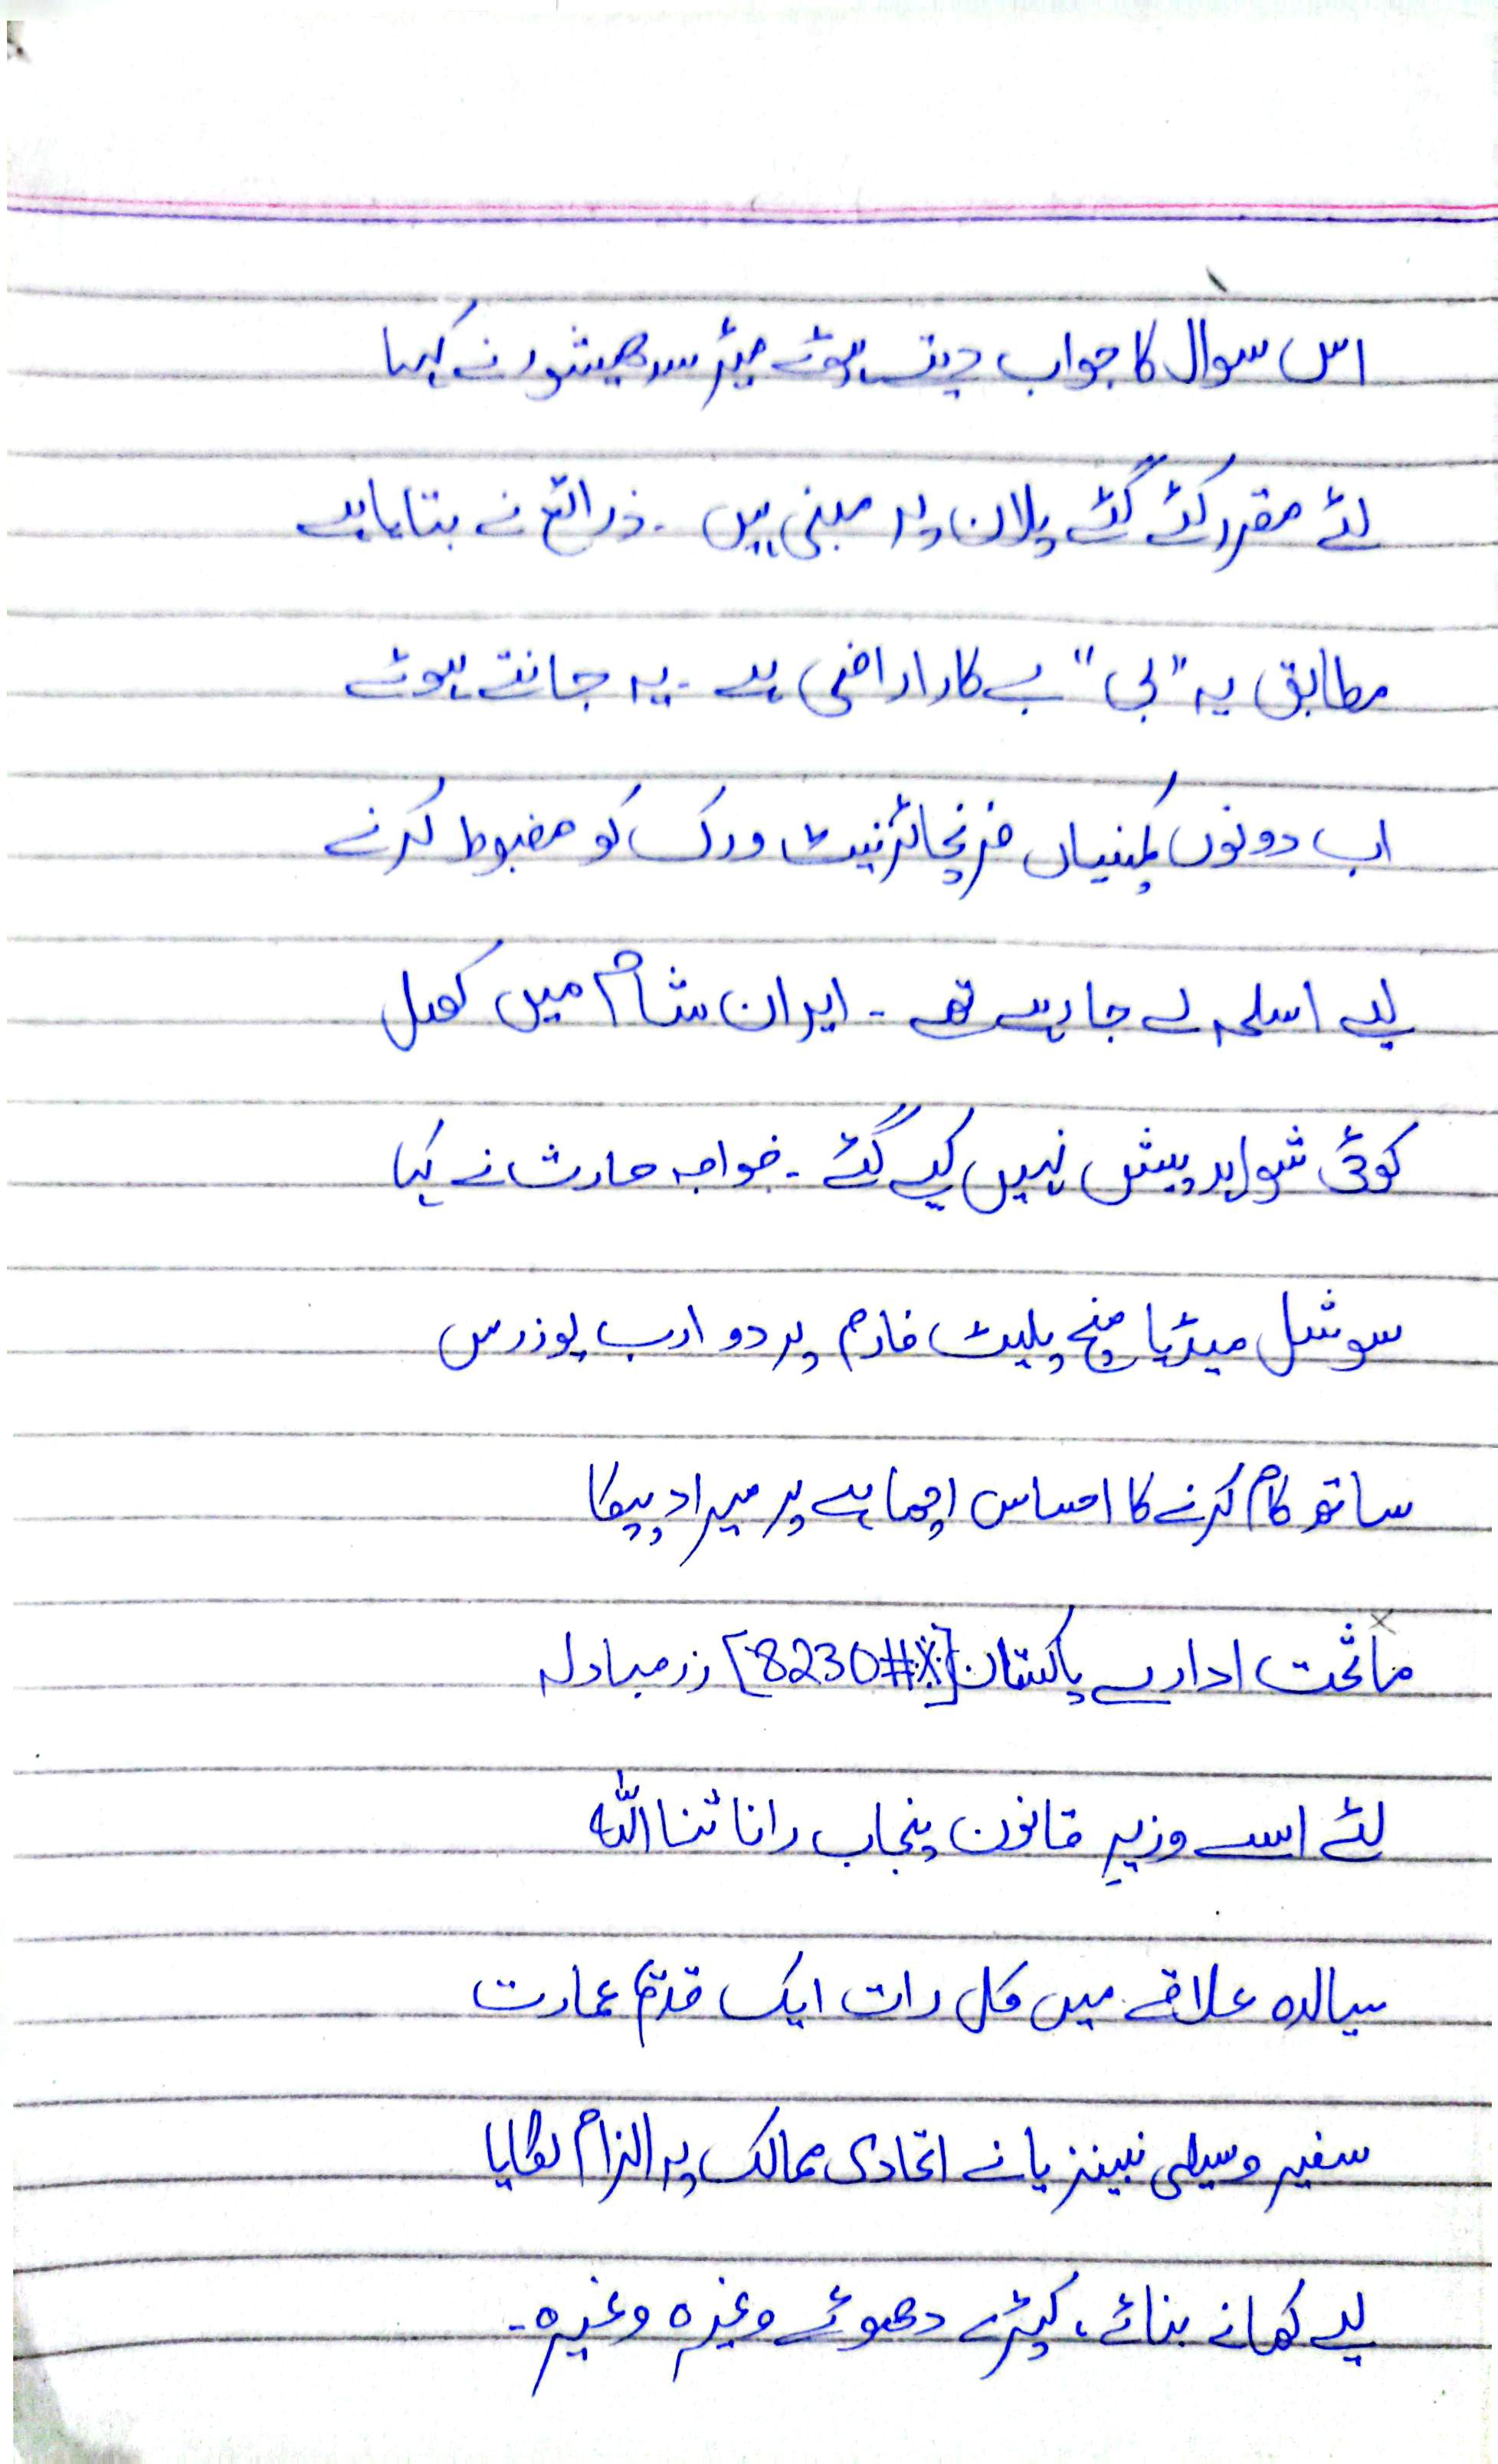 اس سوال کا جواب دیتے ہوئے میئر سدھیشور نے کہا
لئے مقرر کئے گئے پلان پر مبنی ہیں ۔ ذرائع نے بتایا ہے
مطابق یہ "بی" بے کار اراضی ہے ۔ یہ جانتے ہوئے
اب دونوں کمپنیاں فرنچائز نیٹ ورک کو مضبوط کرنے
لیے اسلحہ لے جا رہے تھے ۔ ایران شام میں کھل
کوئی شواہد پیش نہیں کیے گئے ۔ خواجہ حارث نے کہا
سوشل میڈیا پلیٹ فارم پر دو ارب یوزرس
ساتھ کام کرنے کا احساس اچھا ہے پر میرا دیپیکا
ماتحت ادارے پاکستان [8230#&] زرمبادلہ
لئے اسے وزیرِ قانون پنجاب رانا ثنا اللہ
سیالدہ علاقے میں کل رات ایک قدیم عمارت
سفیر وسیلی نبینزیا نے اتحادی ممالک پر الزام لگایا
لیے کھانے بنائے، کپڑے دھوئے وغیرہ وغیرہ ۔